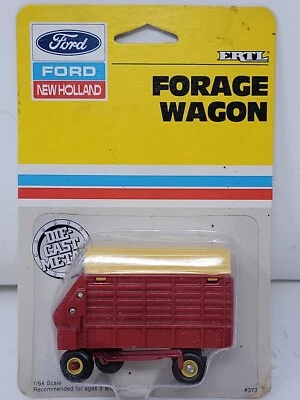 Ford
FORD
NEW HOLLAND
ERTL
FORAGE
WAGON
DIE-
CAST
METAL
1/64 Scale
Recommended for ages 3 and
#373